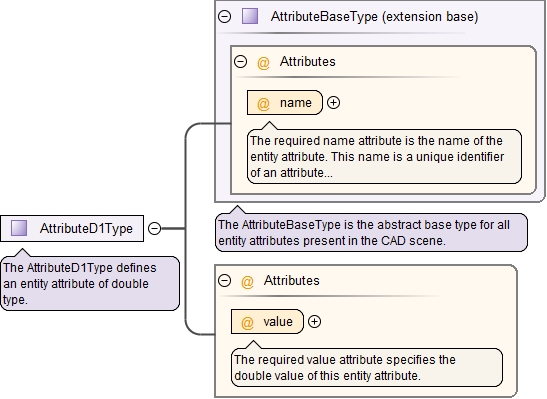 AttributeBaseType (extension base)
@ Attributes
@ name
The required name attribute is the name of the
entity attribute. This name is a unique identifier
of an attribute...
AttributeD1Type
The AttributeBaseType is the abstract base type for all
entity attributes present in the CAD scene.
The AttributeD1Type defines
an entity attribute of double
type.
@ Attributes
@ value
The required value attribute specifies the
double value of this entity attribute.